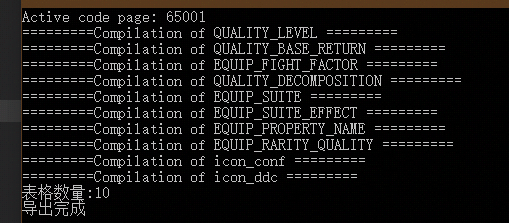 Active code page: 65001
=========Compilation of QUALITY_LEVEL =========
=========Compilation of QUALITY_BASE_RETURN =========
=========Compilation of EQUIP_FIGHT_FACTOR =========
=========Compilation of QUALITY_DECOMPOSITION =========
=========Compilation of EQUIP_SUITE =========
=========Compilation of EQUIP_SUITE_EFFECT =========
=========Compilation of EQUIP_PROPERTY_NAME =========
=========Compilation of EQUIP_RARITY_QUALITY =========
=========Compilation of icon_conf =========
=========Compilation of icon_ddc =========
表格数量:10
导出完成